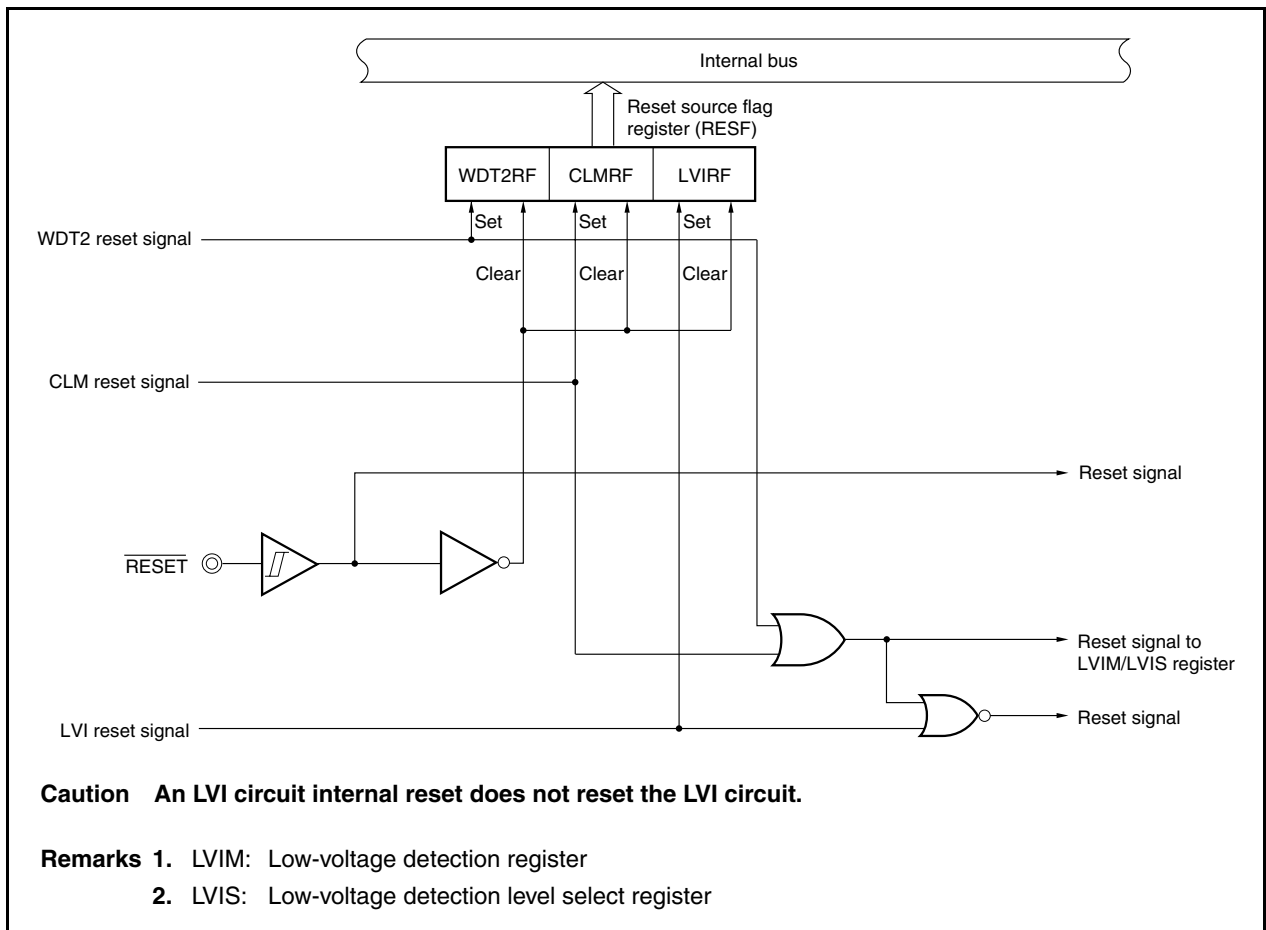 Internal bus
Reset source flag
register (RESF)
WDT2RF CLMRF LVIRF
Set Set Set
WDT2 reset signal
Clear Clear Clear
CLM reset signal
Reset signal
RESET
Reset signal to
LVIM/LVIS register
Reset signal
LVI reset signal
Caution An LVI circuit internal reset does not reset the LVI circuit.
Remarks 1. LVIM: Low-voltage detection register
2. LVIS: Low-voltage detection level select register